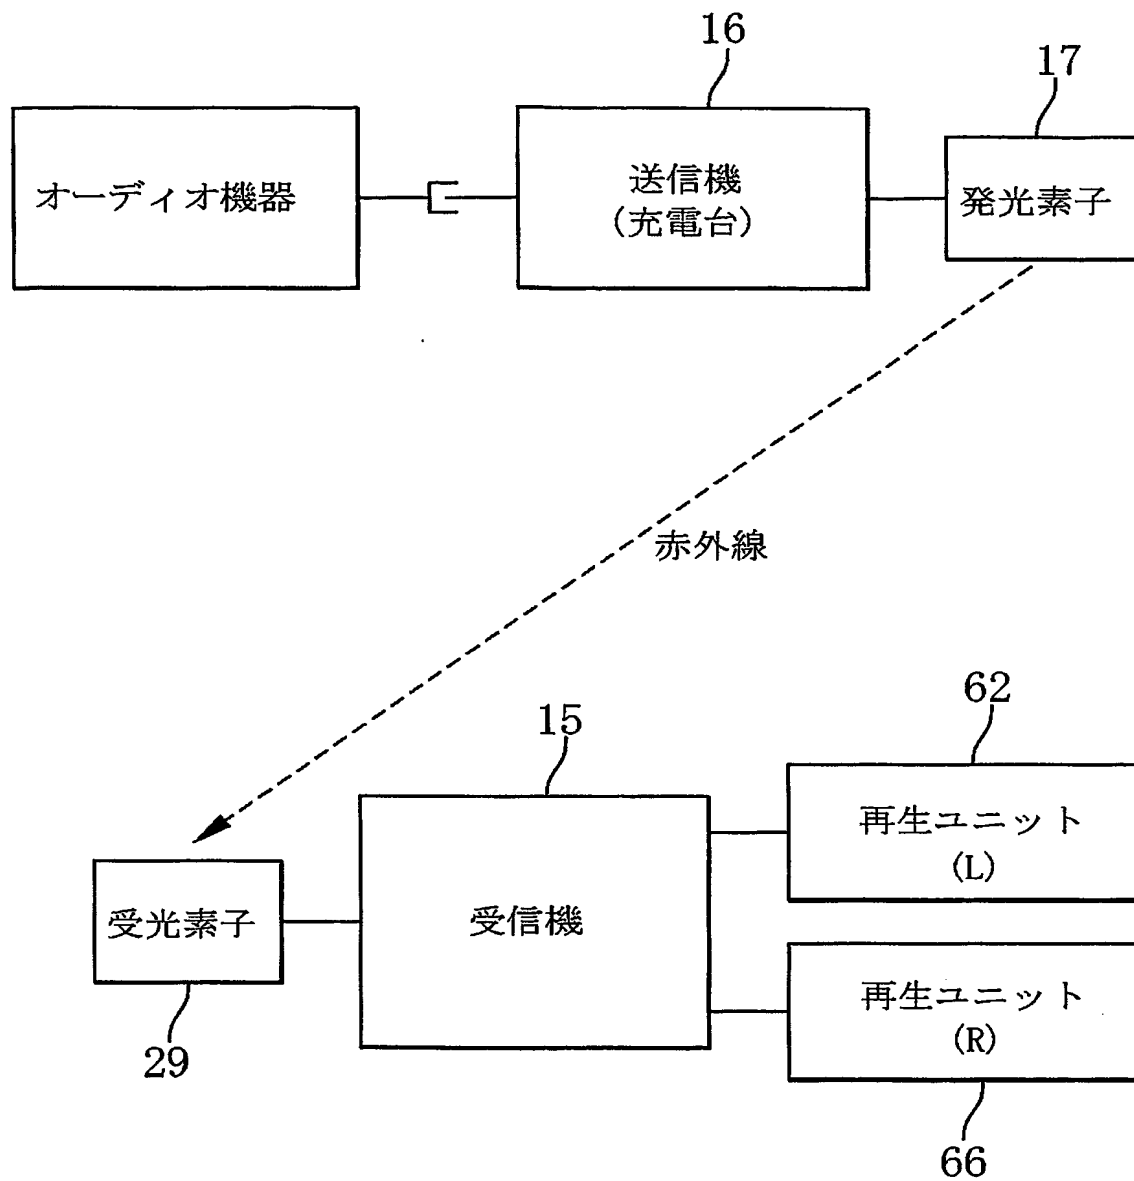 16
17
オーディオ機器
送信機
(充電台)
発光素子
赤外線
62
15
再生ユニット
(L)
受光素子
受信機
再生ユニット
(R)
29
66